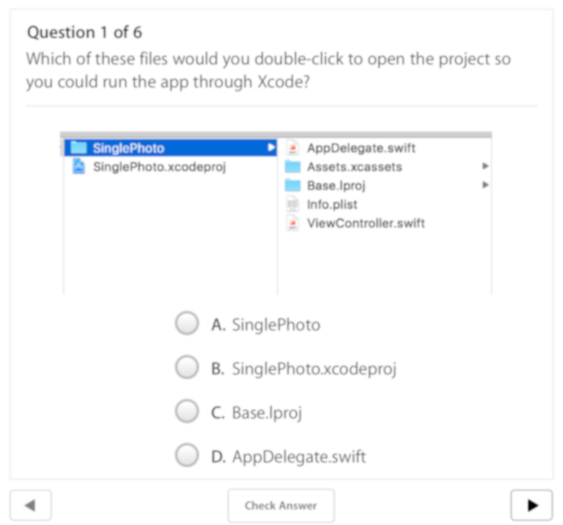 Question 1 of 6
Which of these files would you double-click to open the project so
you could run the app through Xcode?
SinglePhoto
SinglePhoto.xcodeproj
AppDelegate.swift
Assets.xcassets
Base.lproj
Info.plist
ViewController.swift
A. SinglePhoto
B. SinglePhoto.xcodeproj
C. Base.lproj
D. AppDelegate.swift
Check Answer